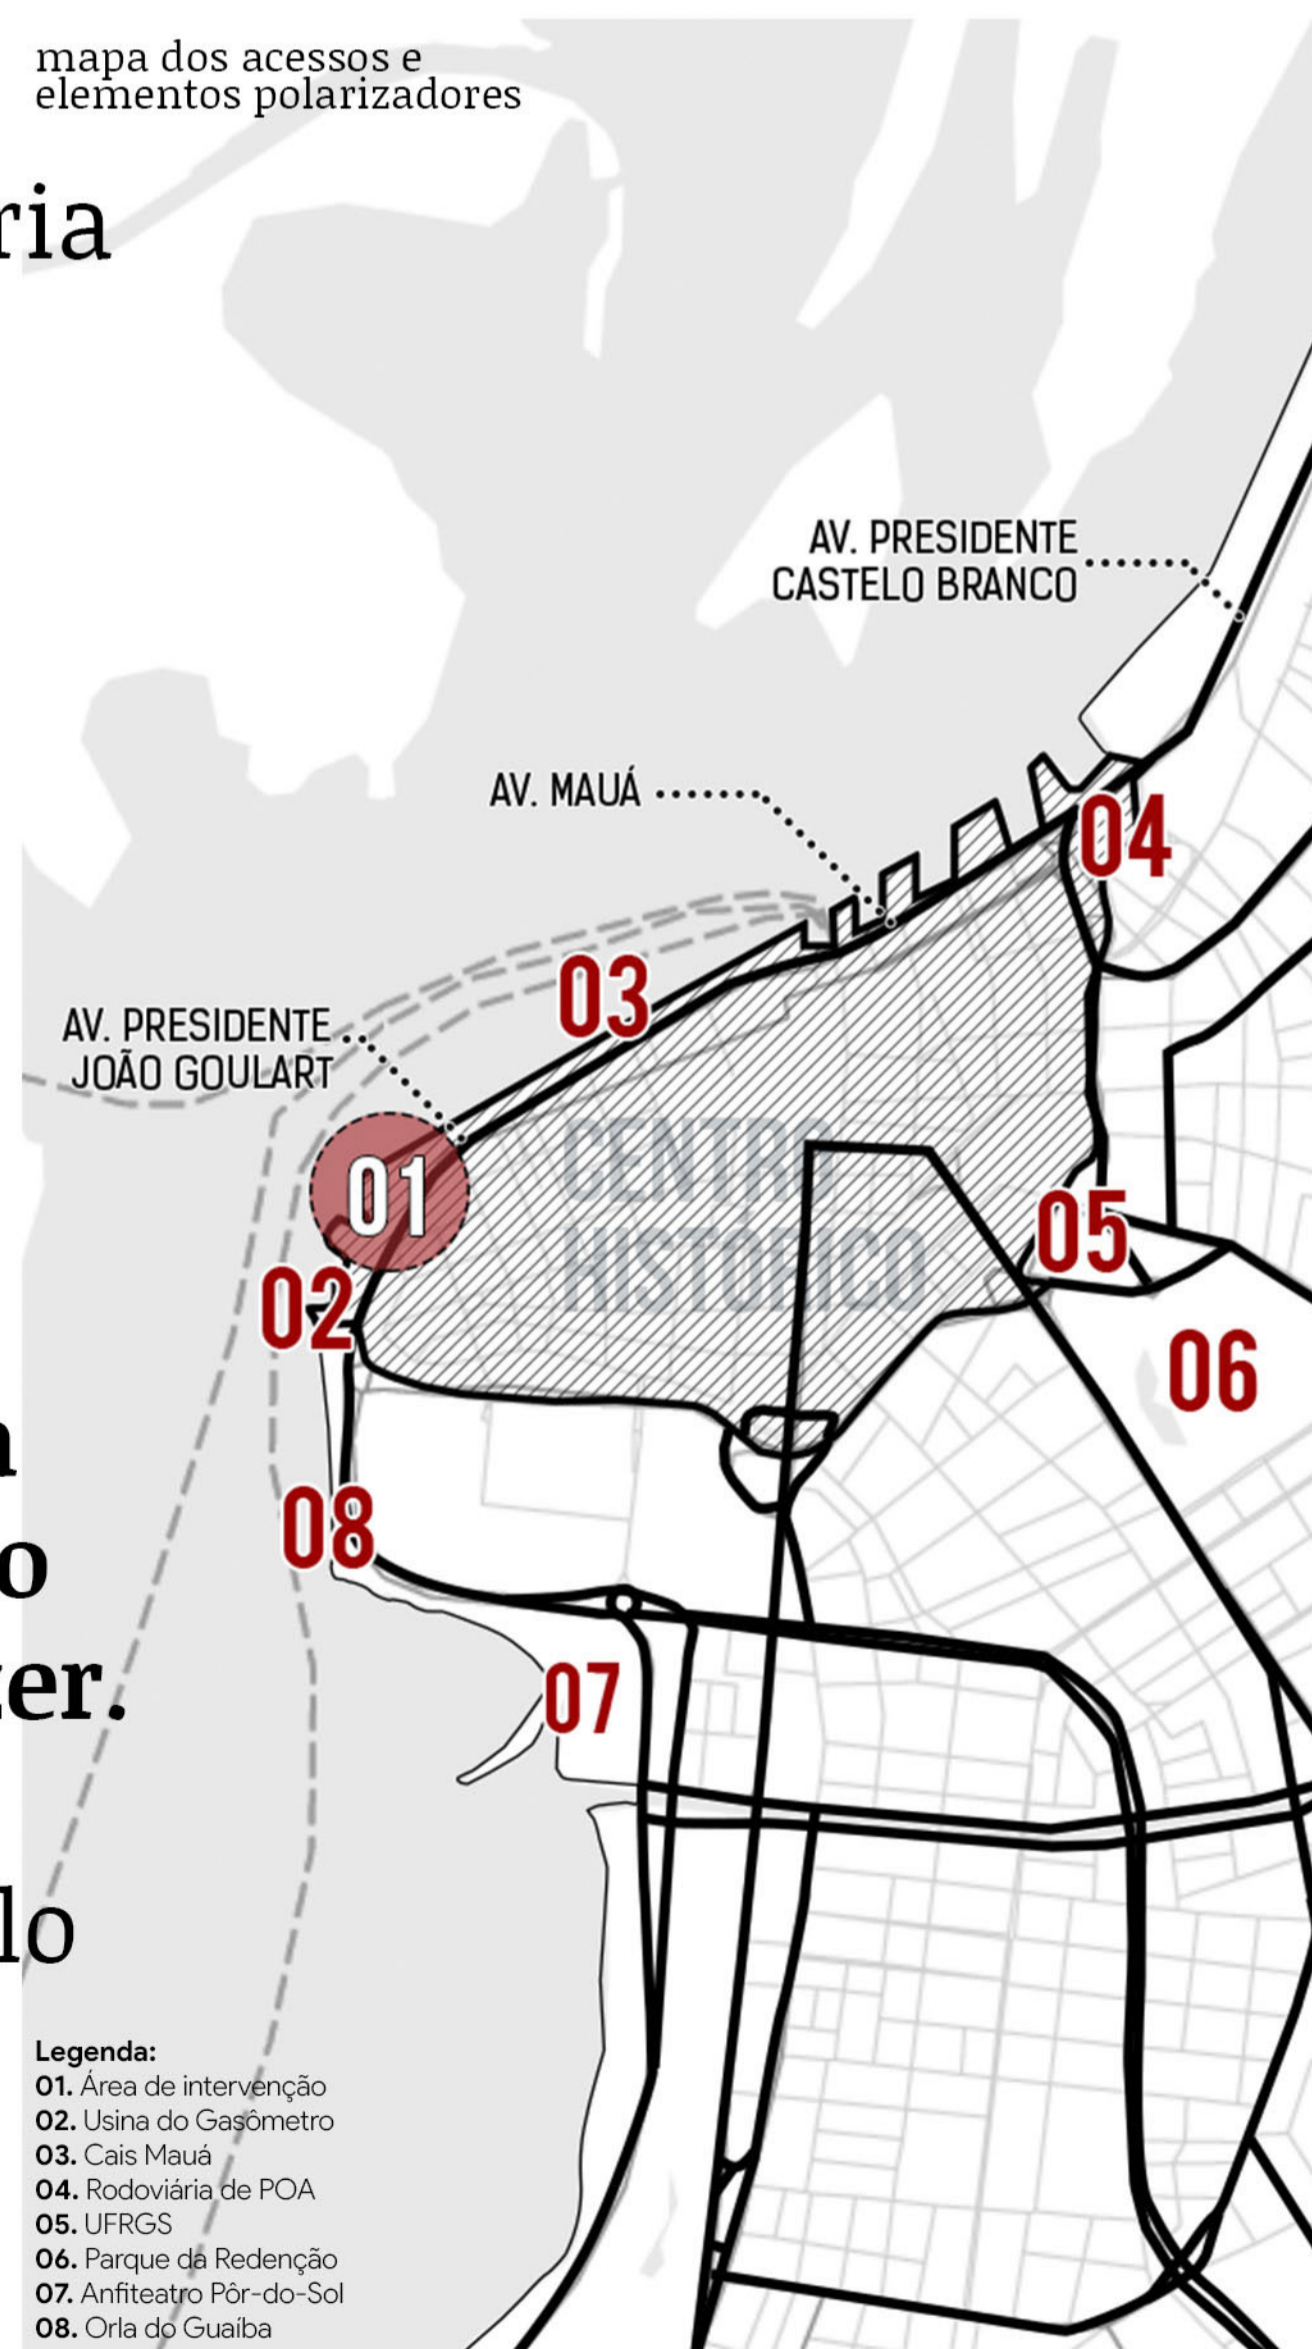 mapa dos acessos e
elementos polarizadores
ria
AV. PRESIDENTE
CASTELO BRANCO
AV. MAUÁ
04
03
AV. PRESIDENTE
JOÃO GOULART
CENTRO
HISTÓRICO
01
05
02
06
a
08
o
zer.
07
lo
Legenda:
01. Área de intervenção
02. Usina do Gasômetro
03. Cais Mauá
04. Rodoviária de POA
05. UFRGS
06. Parque da Redenção
07. Anfiteatro Pôr-do-Sol
08. Orla do Guaíba